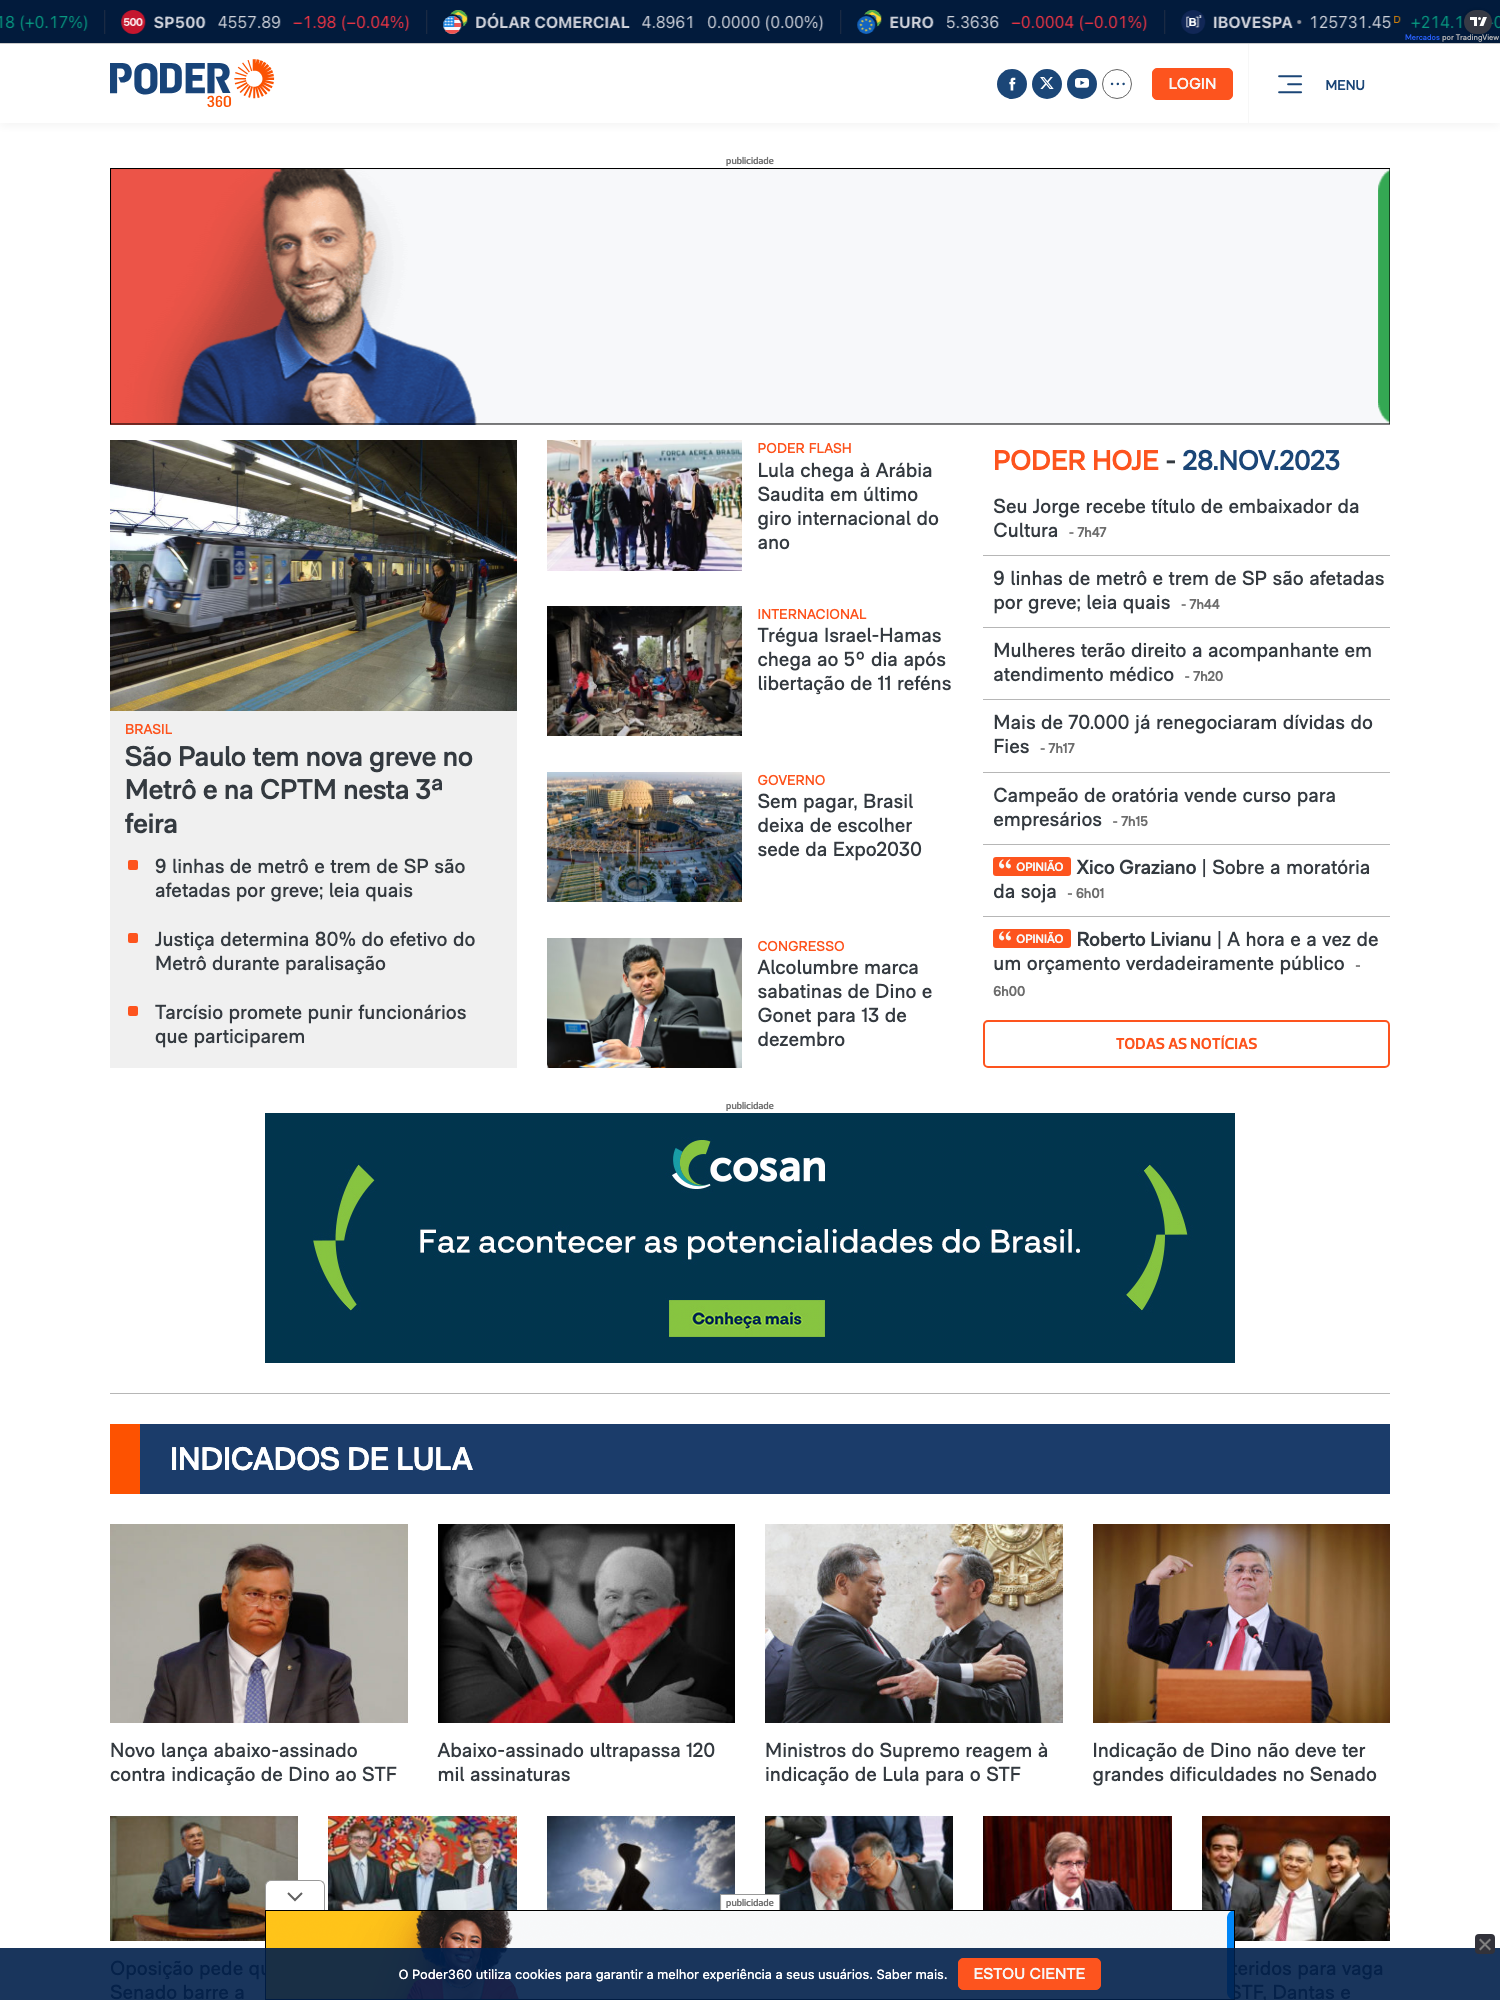 18 (+0.17%)
500 SP500 4557.89 −1.98 (−0.04%)
DÓLAR COMERCIAL 4.8961 0.0000 (0.00%)
EURO 5.3636 −0.0004 (−0.01%)
IBOVESPA • 125731.45 D +214.1
Mercados por TradingView
PODER
360
LOGIN
MENU
publicidade
BRASIL
São Paulo tem nova greve no
Metrô e na CPTM nesta 3ª
feira
9 linhas de metrô e trem de SP são
afetadas por greve; leia quais
Justiça determina 80% do efetivo do
Metrô durante paralisação
Tarcísio promete punir funcionários
que participarem
FORÇA AEREA BRASIL
PODER FLASH
Lula chega à Arábia
Saudita em último
giro internacional do
ano
INTERNACIONAL
Trégua Israel-Hamas
chega ao 5º dia após
libertação de 11 reféns
GOVERNO
Sem pagar, Brasil
deixa de escolher
sede da Expo2030
CONGRESSO
Alcolumbre marca
sabatinas de Dino e
Gonet para 13 de
dezembro
PODER HOJE - 28.NOV.2023
Seu Jorge recebe título de embaixador da
Cultura - 7h47
9 linhas de metrô e trem de SP são afetadas
por greve; leia quais - 7h44
Mulheres terão direito a acompanhante em
atendimento médico - 7h20
Mais de 70.000 já renegociaram dívidas do
Fies - 7h17
Campeão de oratória vende curso para
empresários - 7h15
“ OPINIÃO Xico Graziano | Sobre a moratória
da soja - 6h01
“ OPINIÃO Roberto Livianu | A hora e a vez de
um orçamento verdadeiramente público -
6h00
TODAS AS NOTÍCIAS
publicidade
cosan
Faz acontecer as potencialidades do Brasil.
Conheça mais
INDICADOS DE LULA
Novo lança abaixo-assinado
contra indicação de Dino ao STF
Abaixo-assinado ultrapassa 120
mil assinaturas
Ministros do Supremo reagem à
indicação de Lula para o STF
Indicação de Dino não deve ter
grandes dificuldades no Senado
publicidade
Oposição pede qu
Senado barre a
teridos para vaga
STF, Dantas e
O Poder360 utiliza cookies para garantir a melhor experiência a seus usuários. Saber mais.
ESTOU CIENTE